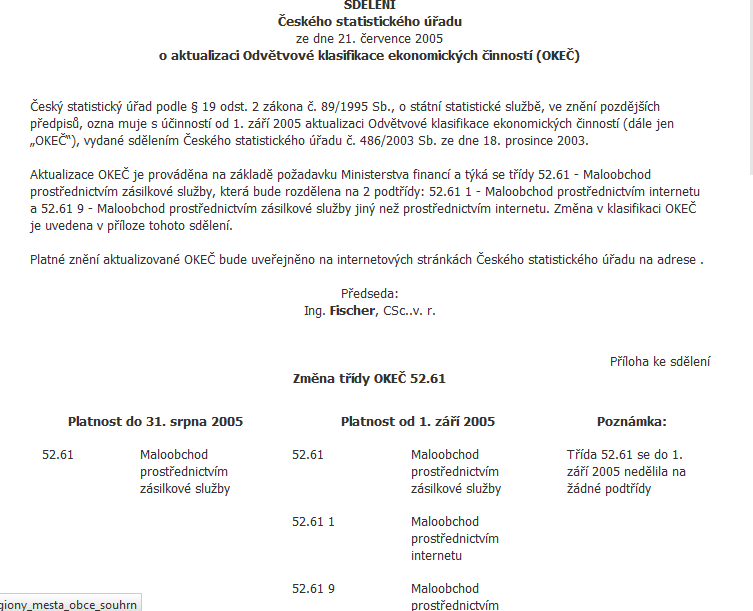 SDĚLENÍ
Českého statistického úřadu
ze dne 21. července 2005
o aktualizaci Odvětvové klasifikace ekonomických činností (OKEČ)
Český statistický úřad podle § 19 odst. 2 zákona č. 89/1995 Sb., o státní statistické službě, ve znění pozdějších
předpisů, ozna muje s účinností od 1. září 2005 aktualizaci Odvětvové klasifikace ekonomických činností (dále jen
„OKEČ"), vydané sdělením Českého statistického úřadu č. 486/2003 Sb. ze dne 18. prosince 2003.
Aktualizace OKEČ je prováděna na základě požadavku Ministerstva financí a týká se třídy 52.61 - Maloobchod
prostřednictvím zásilkové služby, která bude rozdělena na 2 podtřídy: 52.61 1 - Maloobchod prostřednictvím internetu
a 52.61 9 - Maloobchod prostřednictvím zásilkové služby jiný než prostřednictvím internetu. Změna v klasifikaci OKEČ
je uvedena v příloze tohoto sdělení.
Platné znění aktualizované OKEČ bude uveřejněno na internetových stránkách Českého statistického úřadu na adrese .
Předseda:
Ing. Fischer, CSc..v. r.
Příloha ke sdělení
Změna třídy OKEČ 52.61
Platnost do 31. srpna 2005 Platnost od 1. září 2005 Poznámka:
52.61 Maloobchod 52.61 Maloobchod Třída 52.61 se do 1.
prostřednictvím prostřednictvím září 2005 nedělila na
zásilkové služby zásilkové služby žádné podtřídy
52.61 1 Maloobchod
prostřednictvím
internetu
52.61 9 Maloobchod
prostřednictvím
giony_mesta_obce_souhrn